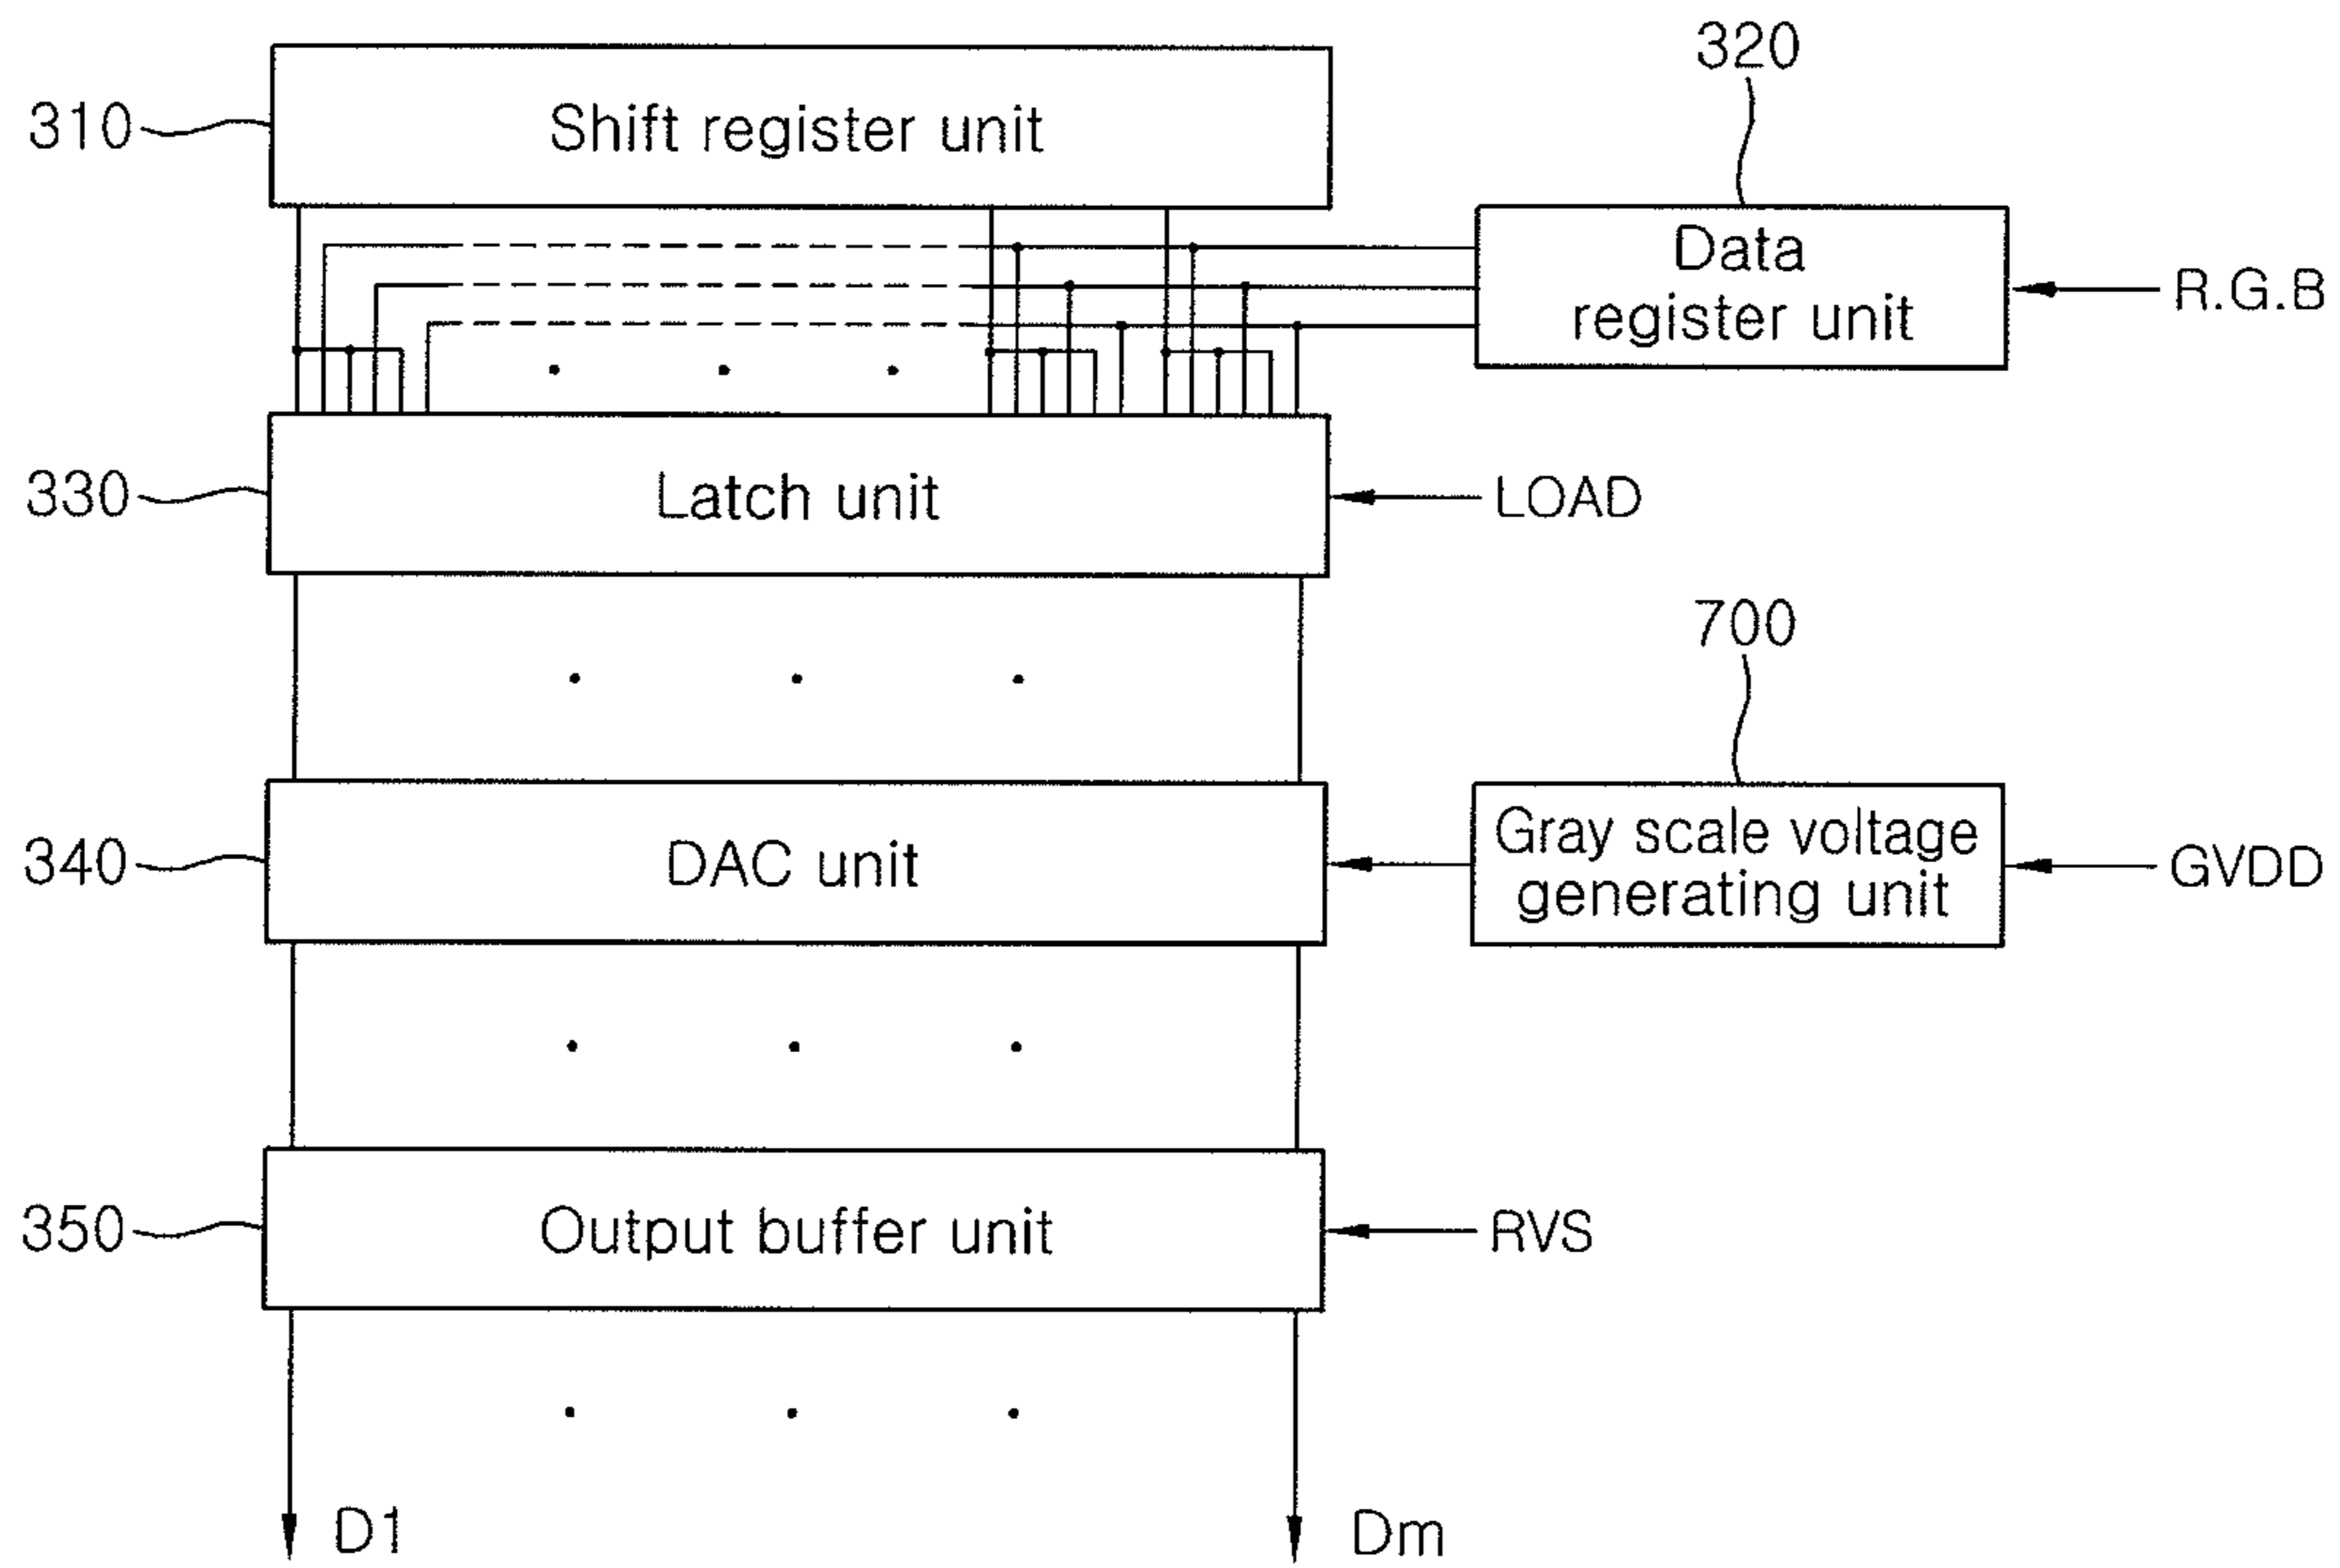 320
310
Shift register unit
Data
register unit
R.G.B
330
Latch unit
LOAD
700
340
DAC unit
Gray scale voltage
generating unit
GVDD
350
Output buffer unit
RVS
D1
Dm